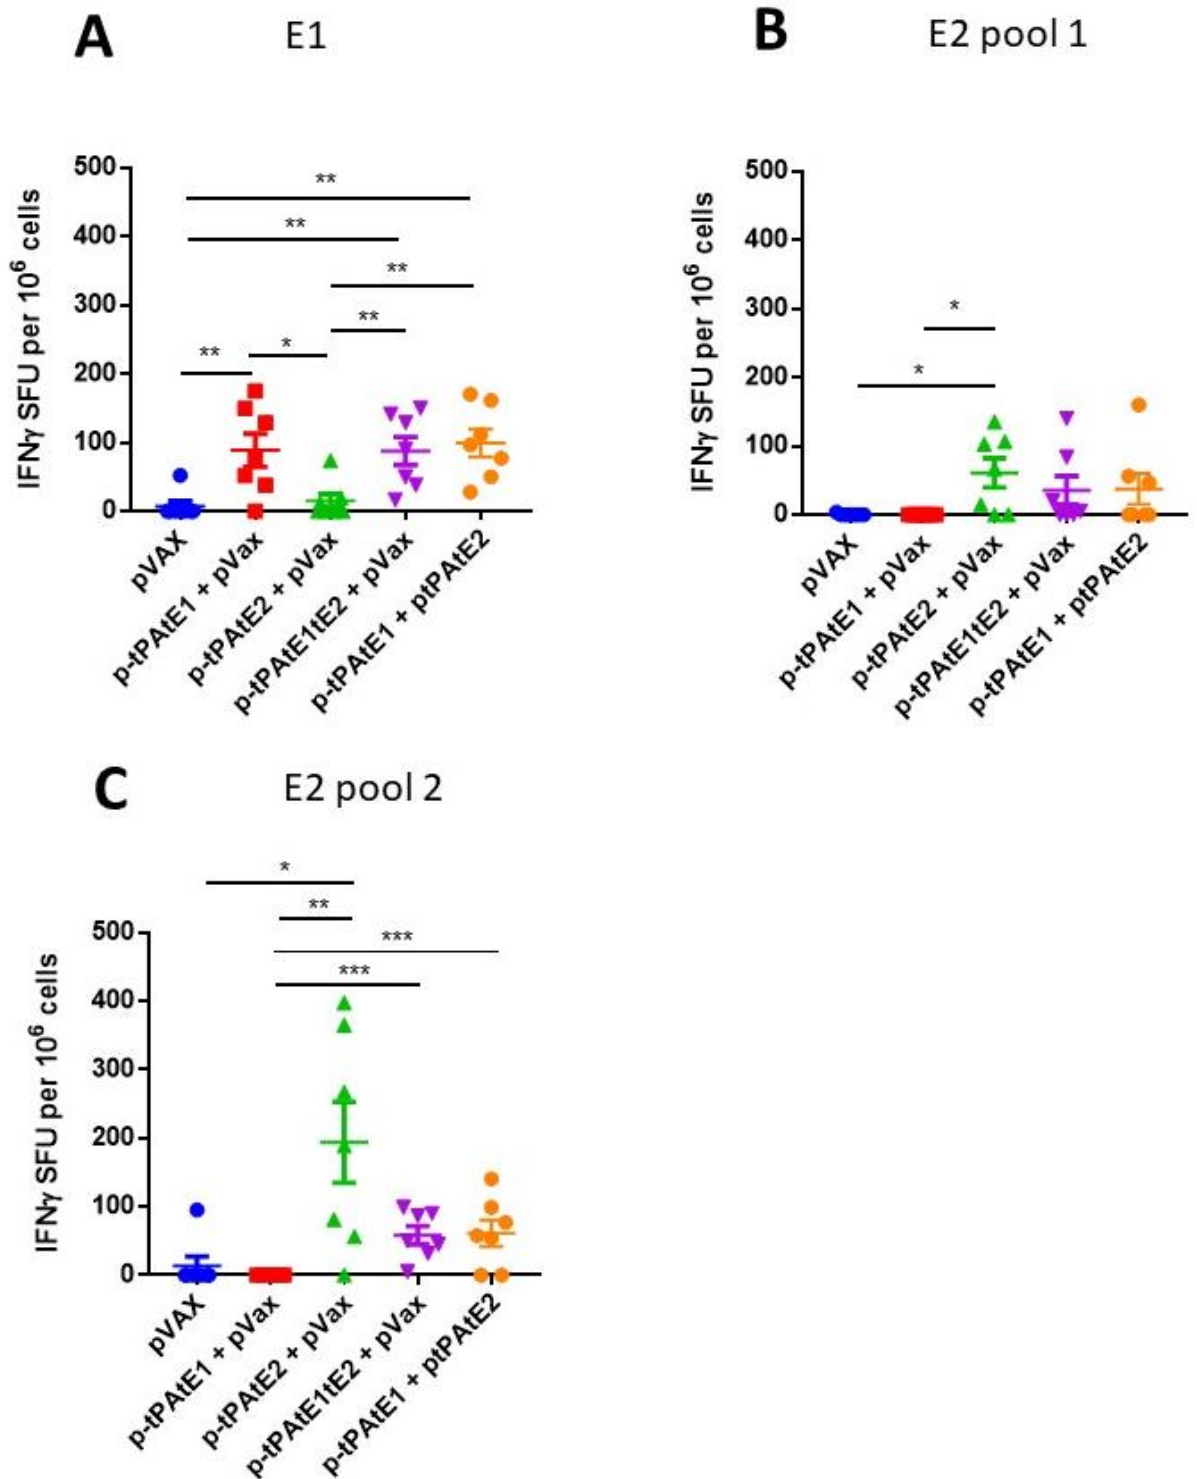 A
E1
IFNγ SFU per 10⁶ cells
500
400
300
200
100
0
**
**
**
**
**
*
pVAX
p-tPAtE1 + pVax
p-tPAtE2 + pVax
p-tPAtE1tE2 + pVax
p-tPAtE1 + ptPAtE2
B
E2 pool 1
IFNγ SFU per 10⁶ cells
500
400
300
200
100
0
*
*
pVAX
p-tPAtE1 + pVax
p-tPAtE2 + pVax
p-tPAtE1tE2 + pVax
p-tPAtE1 + ptPAtE2
C
E2 pool 2
IFNγ SFU per 10⁶ cells
500
400
300
200
100
0
*
**
***
***
pVAX
p-tPAtE1 + pVax
p-tPAtE2 + pVax
p-tPAtE1tE2 + pVax
p-tPAtE1 + ptPAtE2